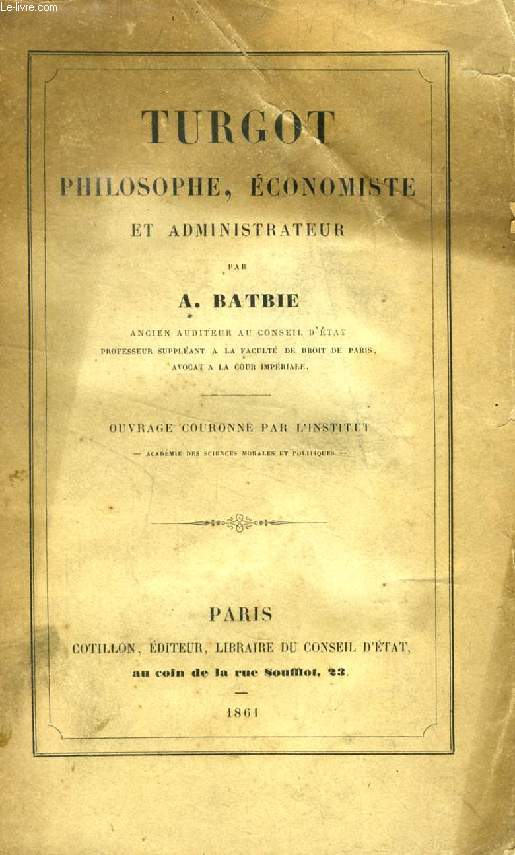 Le-livre.com
TURGOT
PHILOSOPHE, ÉCONOMISTE
ET ADMINISTRATEUR
PAR
A. BATBIE
ANCIEN AUDITEUR AU CONSEIL D'ÉTAT
PROFESSEUR SUPPLÉANT A LA FACULTÉ DE DROIT DE PARIS,
AVOCAT A LA COUR IMPÉRIALE.
OUVRAGE COURONNÉ PAR L'INSTITUT
— ACADÉMIE DES SCIENCES MORALES ET POLITIQUES —
PARIS
COTILLON, ÉDITEUR, LIBRAIRE DU CONSEIL D'ÉTAT,
au coin de la rue Soufflot, 23.
1861